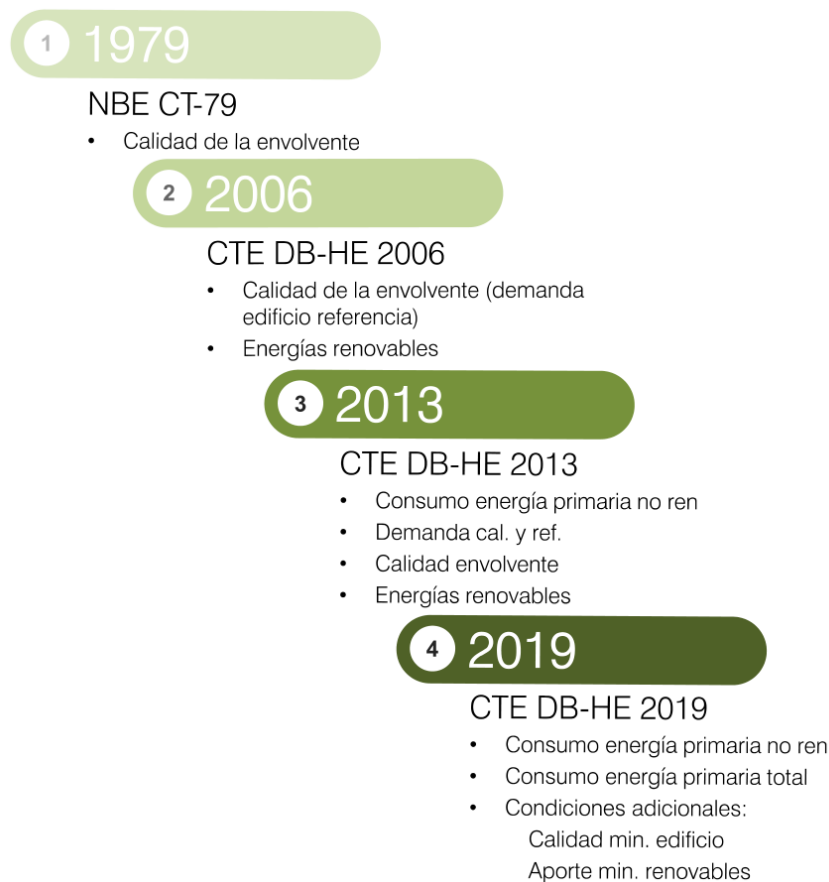 1 1979
NBE CT-79
• Calidad de la envolvente
2 2006
CTE DB-HE 2006
• Calidad de la envolvente (demanda
edificio referencia)
• Energías renovables
3 2013
CTE DB-HE 2013
• Consumo energía primaria no ren
• Demanda cal. y ref.
• Calidad envolvente
• Energías renovables
4 2019
CTE DB-HE 2019
• Consumo energía primaria no ren
• Consumo energía primaria total
• Condiciones adicionales:
Calidad min. edificio
Aporte min. renovables